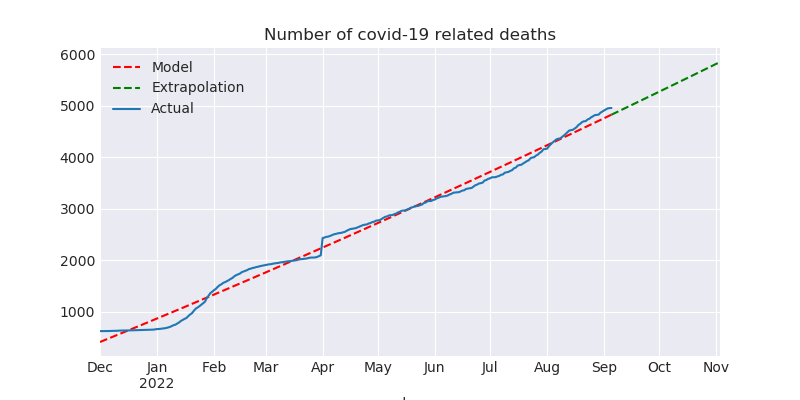 Number of covid-19 related deaths
6000
5000
4000
3000
2000
1000
Model
Extrapolation
Actual
Dec Jan Feb Mar Apr May Jun Jul Aug Sep Oct Nov
2022